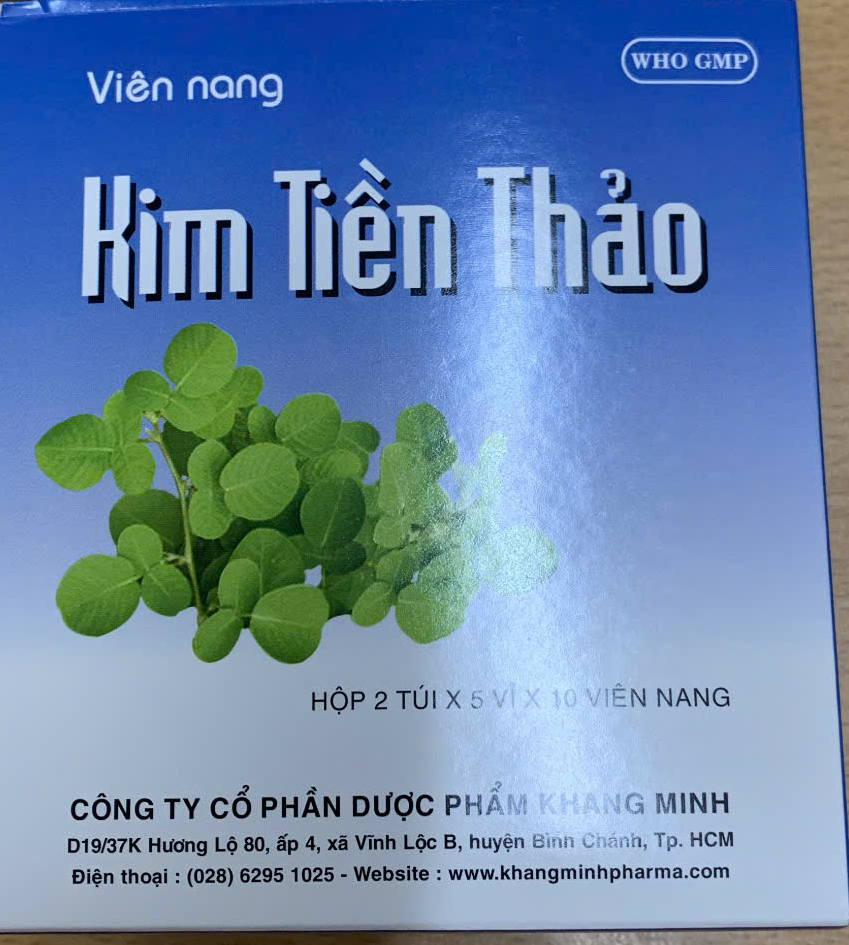 Viên nang
WHO GMP
Kim Tiền Thảo
HỘP 2 TÚI X 5 VỈ X 10 VIÊN NANG
CÔNG TY CỔ PHẦN DƯỢC PHẨM KHANG MINH
D19/37K Hương Lộ 80, ấp 4, xã Vĩnh Lộc B, huyện Bình Chánh, Tp. HCM
Điện thoại : (028) 6295 1025 - Website : www.khangminhpharma.com